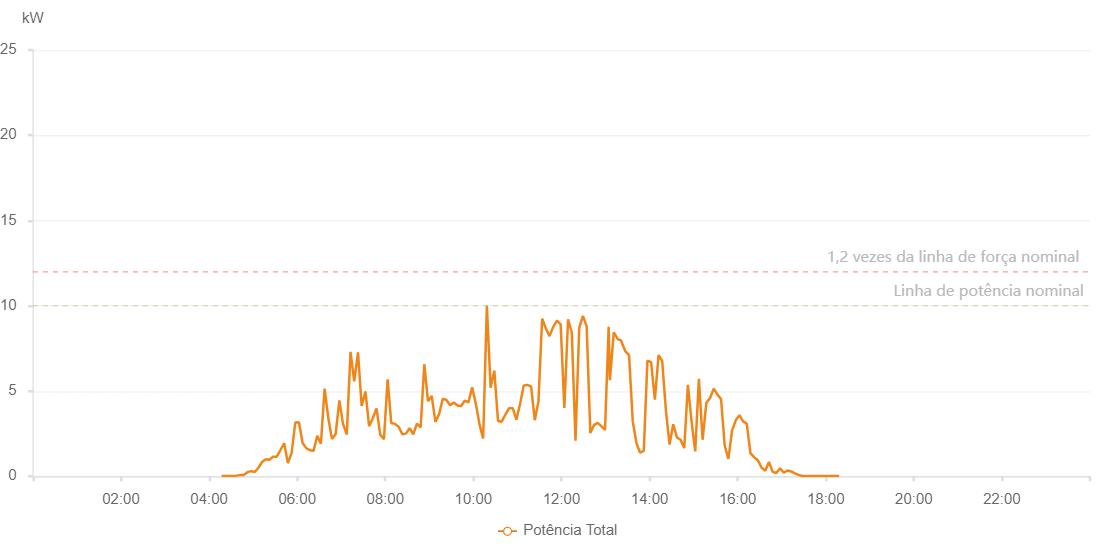 kW
25
20
15
1,2 vezes da linha de força nominal
Linha de potência nominal
10
5
0
02:00 04:00 06:00 08:00 10:00 12:00 14:00 16:00 18:00 20:00 22:00
Potência Total